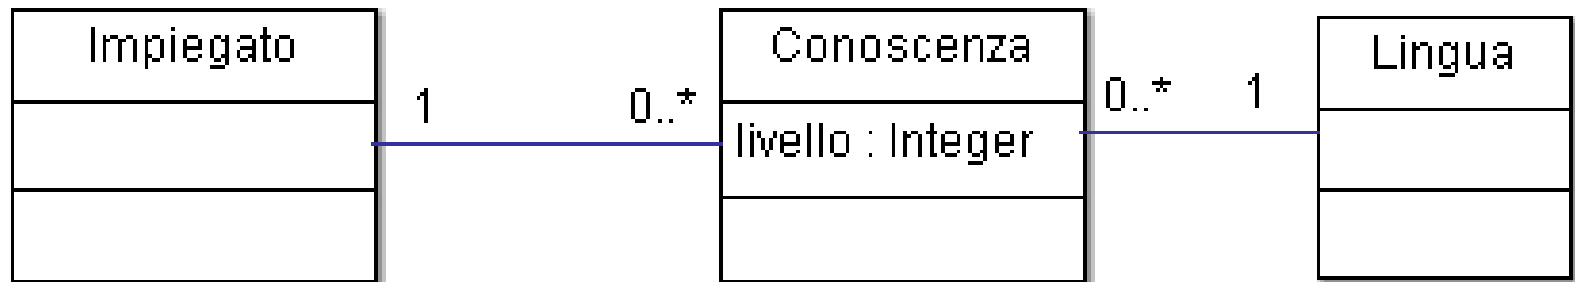 Impiegato
1
0..*
Conoscenza
livello : Integer
0..*
1
Lingua